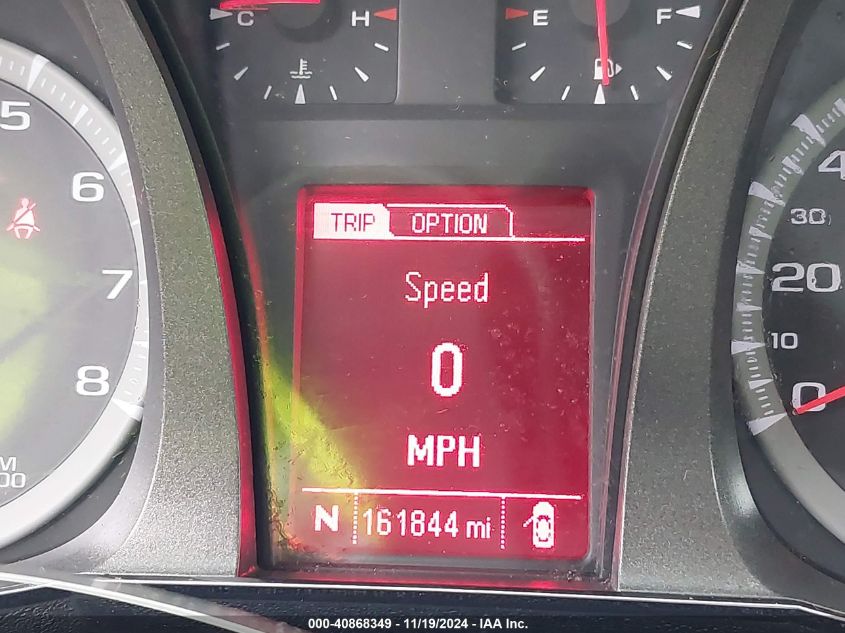 C H E F
5
6
7
8
TRIP OPTION
Speed
0
MPH
N 161844 mi
30
20
10
0
000-40868349 - 11/19/2024 - IAA Inc.